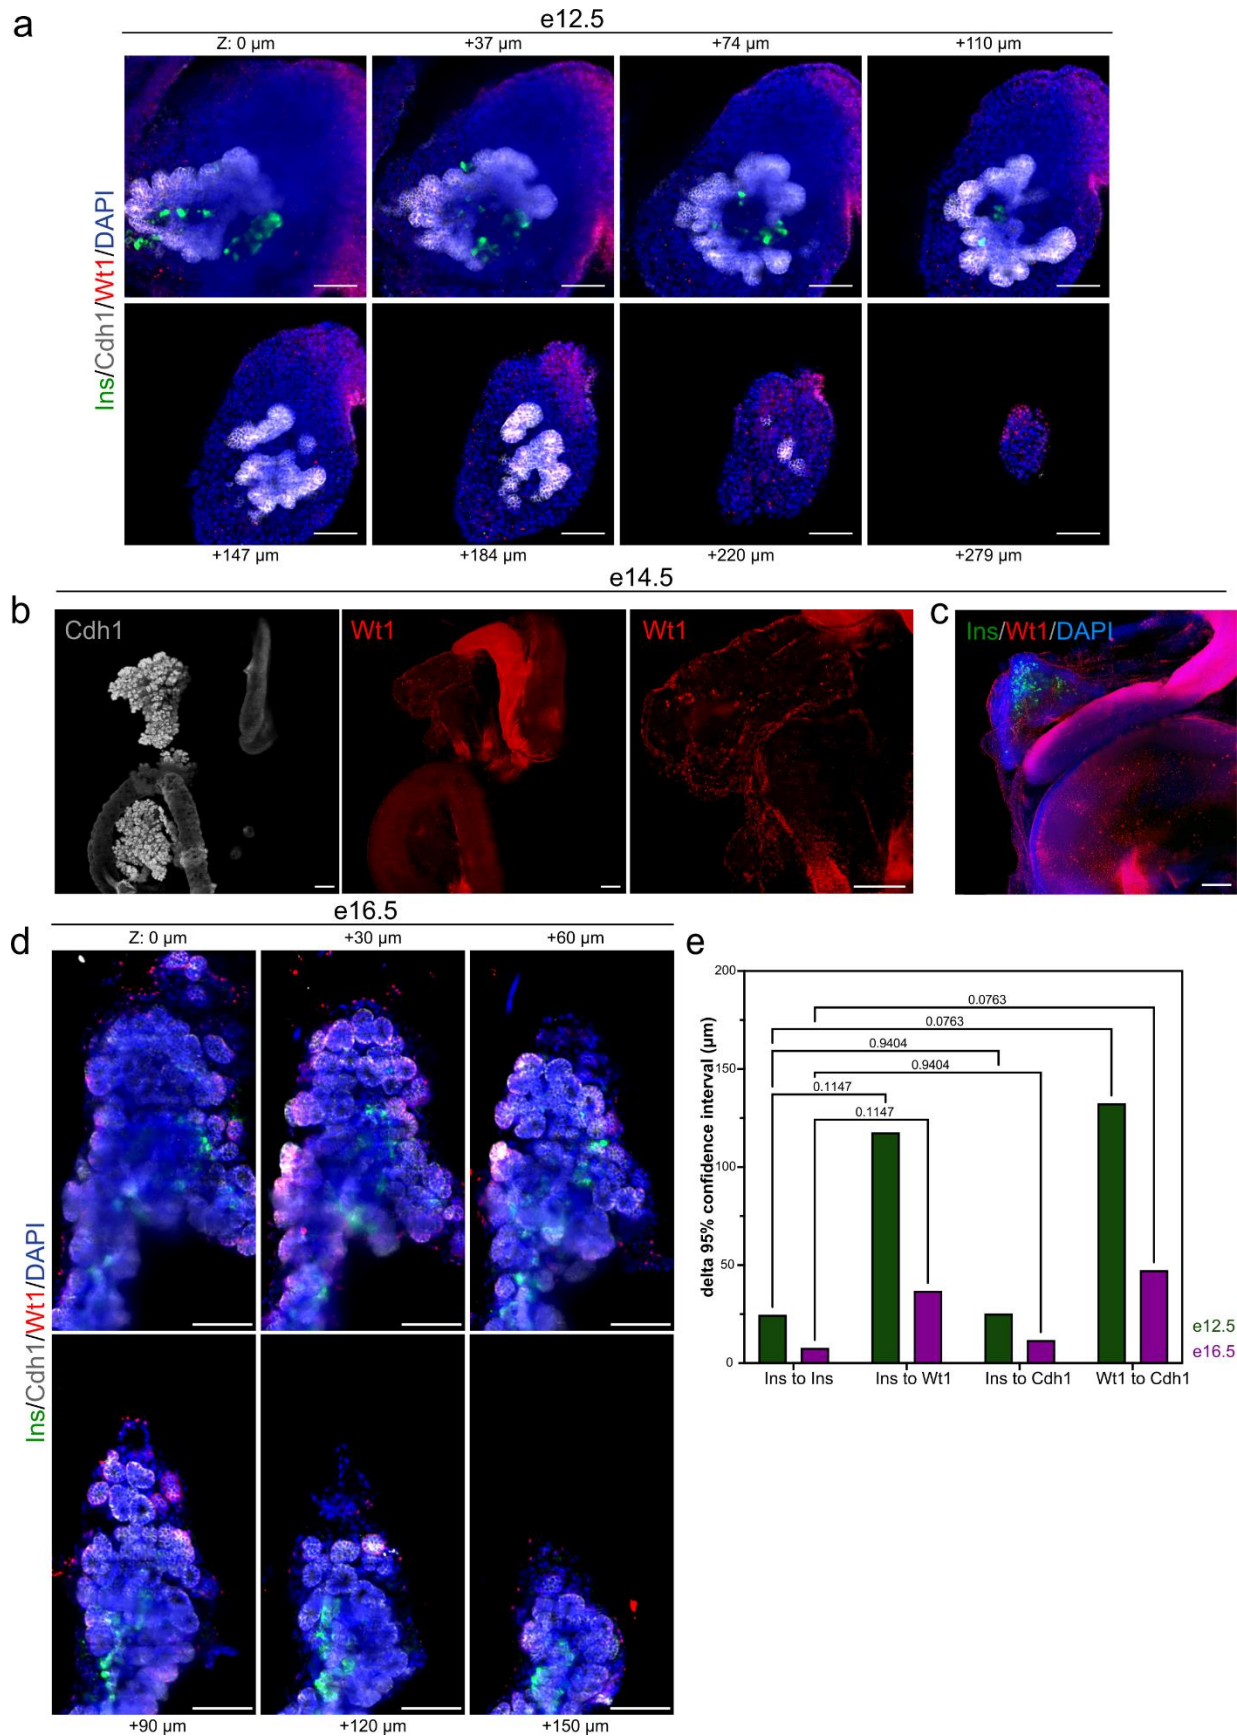 a
e12.5
Z: 0 µm
+37 µm
+74 µm
+110 µm
Ins/Cdh1/Wt1/DAPI
+147 µm
+184 µm
+220 µm
+279 µm
e14.5
b
Cdh1
Wt1
Wt1
c
Ins/Wt1/DAPI
e16.5
d
Z: 0 µm
+30 µm
+60 µm
Ins/Cdh1/Wt1/DAPI
+90 µm
+120 µm
+150 µm
e
delta 95% confidence interval (µm)
200
150
100
50
0
0.0763
0.0763
0.9404
0.9404
0.1147
0.1147
Ins to Ins
Ins to Wt1
Ins to Cdh1
Wt1 to Cdh1
e12.5
e16.5